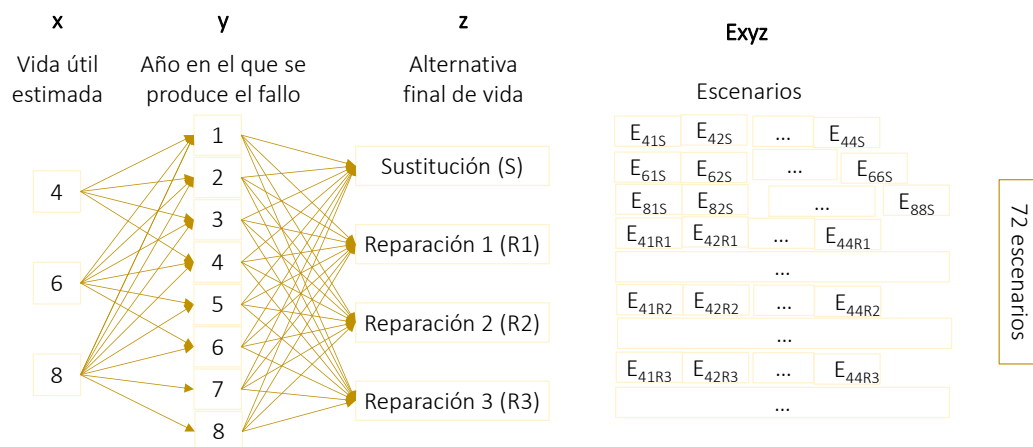 x
Vida útil
estimada
4
6
8
y
Año en el que se
produce el fallo
1
2
3
4
5
6
7
8
z
Alternativa
final de vida
Sustitución (S)
Reparación 1 (R1)
Reparación 2 (R2)
Reparación 3 (R3)
Exyz
Escenarios
E41S E42S ... E44S
E61S E62S ... E66S
E81S E82S ... E88S
E41R1 E42R1 ... E44R1
...
E41R2 E42R2 ... E44R2
...
E41R3 E42R3 ... E44R3
...
72 escenarios